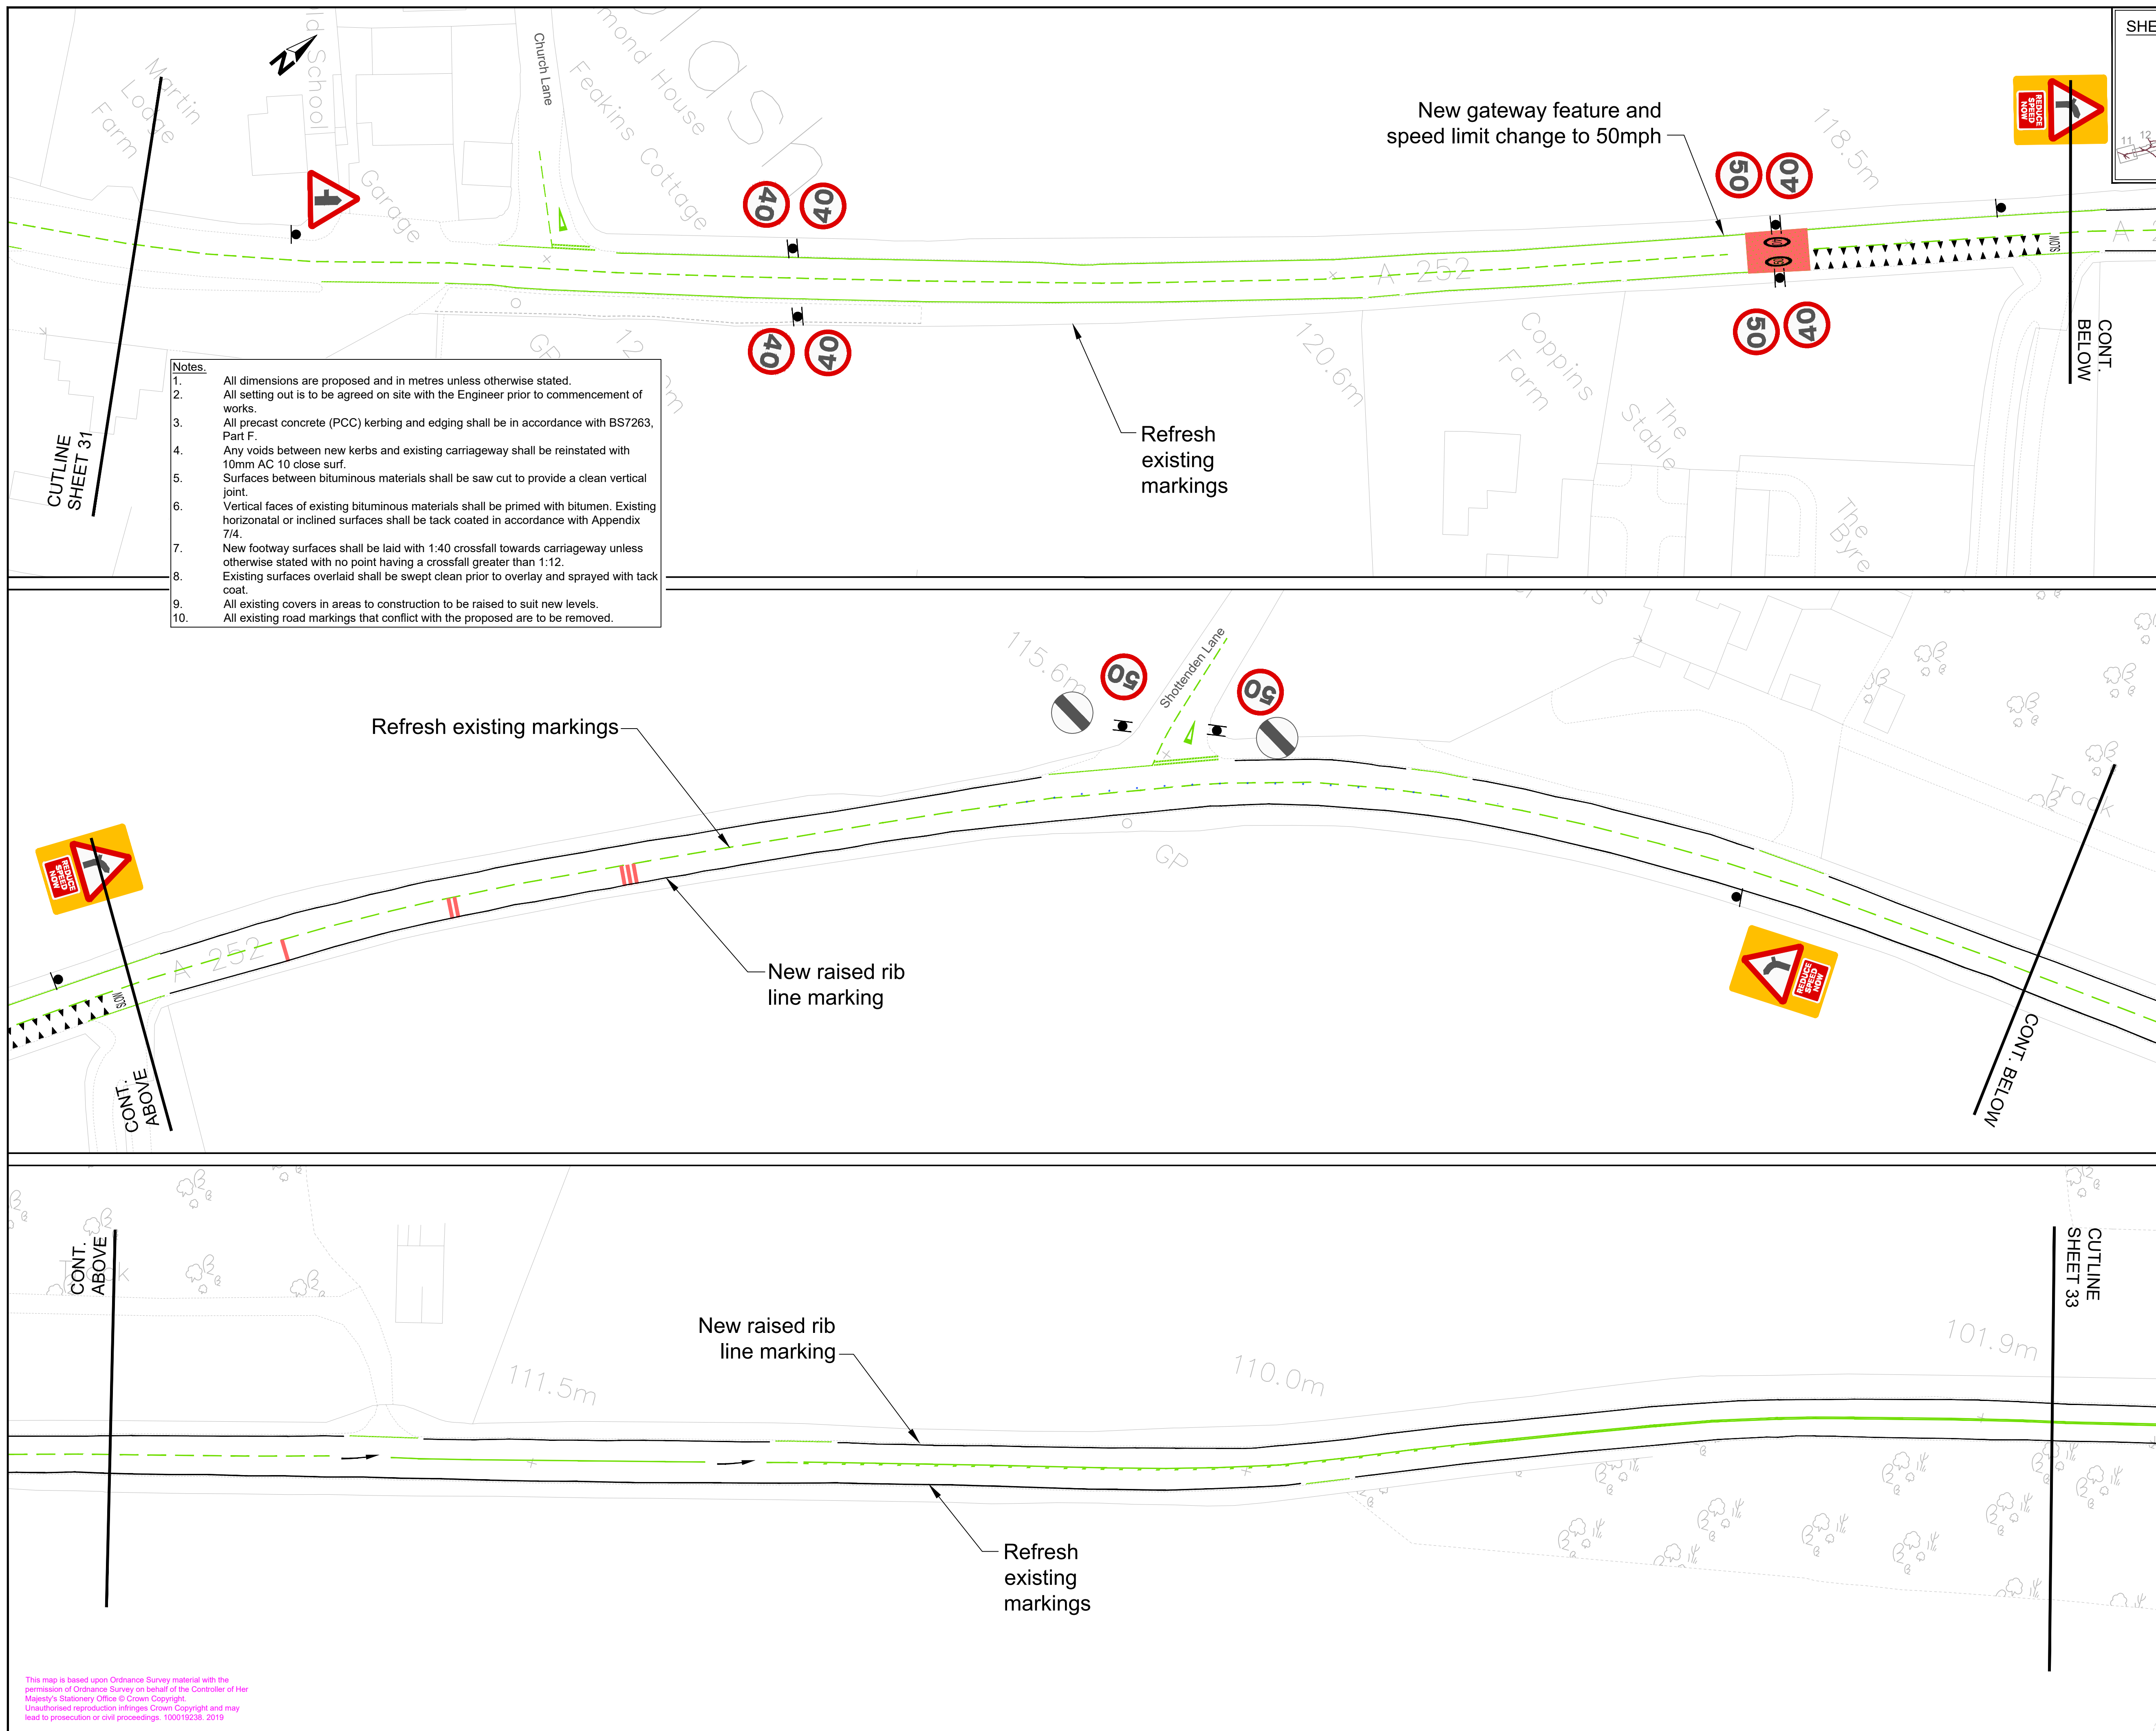 SHE
Martin
Lodge
Farm
ld School
N
Garage
Church Lane
mond House
Feakins Cottage
dsh
40
40
40
40
GP
A 252
120.6m
New gateway feature and
speed limit change to 50mph
50
40
50
40
118.5m
REDUCE
SPEED
NOW
SLOW
11
12
A
Coppins
Farm
The
Stable
The
Byre
CONT.
BELOW
CUTLINE
SHEET 31
Refresh
existing
markings
Notes.
1. All dimensions are proposed and in metres unless otherwise stated.
2. All setting out is to be agreed on site with the Engineer prior to commencement of
works.
3. All precast concrete (PCC) kerbing and edging shall be in accordance with BS7263,
Part F.
4. Any voids between new kerbs and existing carriageway shall be reinstated with
10mm AC 10 close surf.
5. Surfaces between bituminous materials shall be saw cut to provide a clean vertical
joint.
6. Vertical faces of existing bituminous materials shall be primed with bitumen. Existing
horizonatal or inclined surfaces shall be tack coated in accordance with Appendix
7/4.
7. New footway surfaces shall be laid with 1:40 crossfall towards carriageway unless
otherwise stated with no point having a crossfall greater than 1:12.
8. Existing surfaces overlaid shall be swept clean prior to overlay and sprayed with tack
coat.
9. All existing covers in areas to construction to be raised to suit new levels.
10. All existing road markings that conflict with the proposed are to be removed.
115.6m
50
Shottenden Lane
50
Refresh existing markings
REDUCE
SPEED
NOW
A 252
SLOW
CONT.
ABOVE
New raised rib
line marking
GP
REDUCE
SPEED
NOW
Track
CONT. BELOW
CONT.
ABOVE
Track
111.5m
New raised rib
line marking
110.0m
101.9m
CUTLINE
SHEET 33
Refresh
existing
markings
This map is based upon Ordnance Survey material with the
permission of Ordnance Survey on behalf of the Controller of Her
Majesty's Stationery Office © Crown Copyright.
Unauthorised reproduction infringes Crown Copyright and may
lead to prosecution or civil proceedings. 100019238. 2019